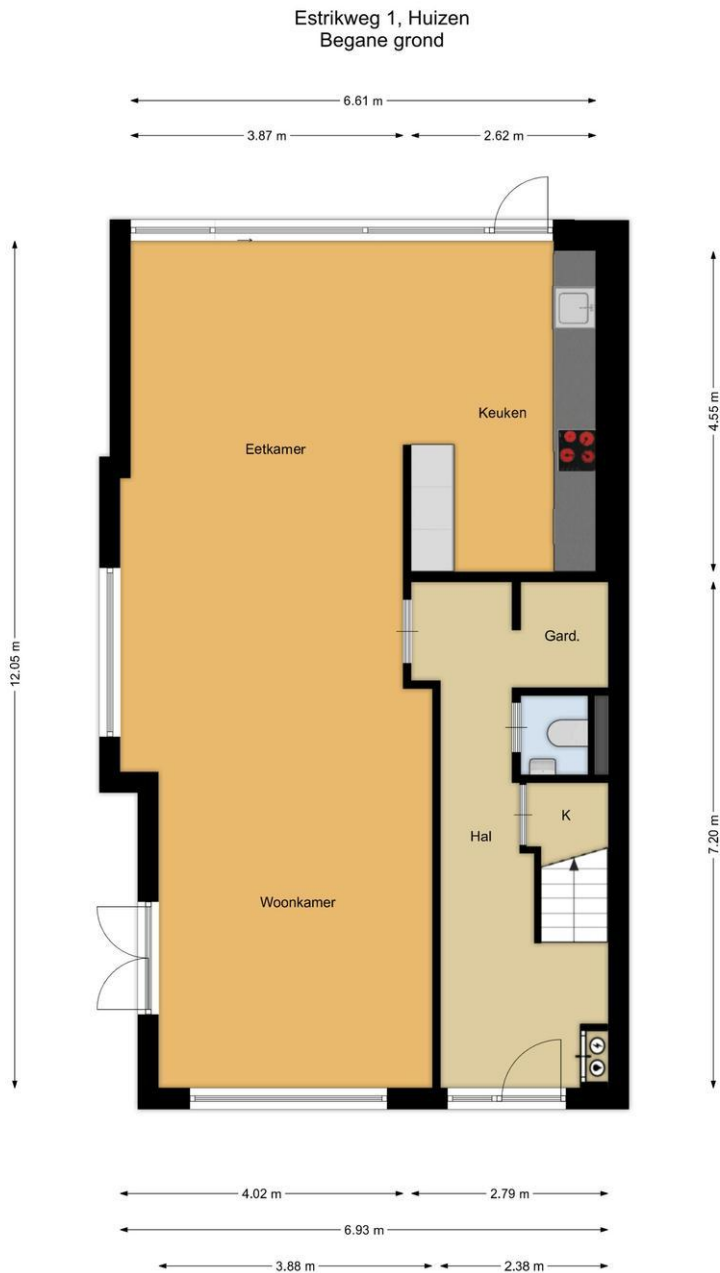 Estrikweg 1, Huizen
Begane grond
6.61 m
3.87 m
2.62 m
Keuken
Eetkamer
4.55 m
12.05 m
Gard.
K
Hal
7.20 m
Woonkamer
4.02 m
2.79 m
6.93 m
3.88 m
2.38 m